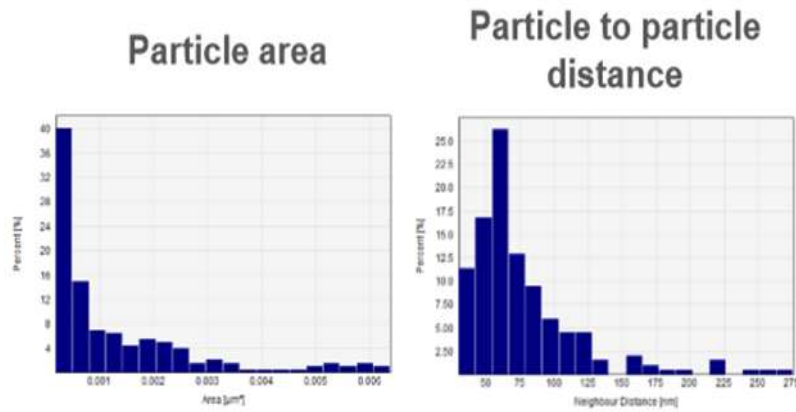 Particle area
Particle to particle
distance
40
36
32
28
24
20
16
12
8
4
Percent [%]
0.001 0.002 0.003 0.004 0.005 0.006
Area [µm²]
25.0
22.5
20.0
17.5
15.0
12.5
10.0
7.50
5.00
2.50
Percent [%]
50 75 100 125 150 175 200 225 250 275
Neighbour Distance [nm]